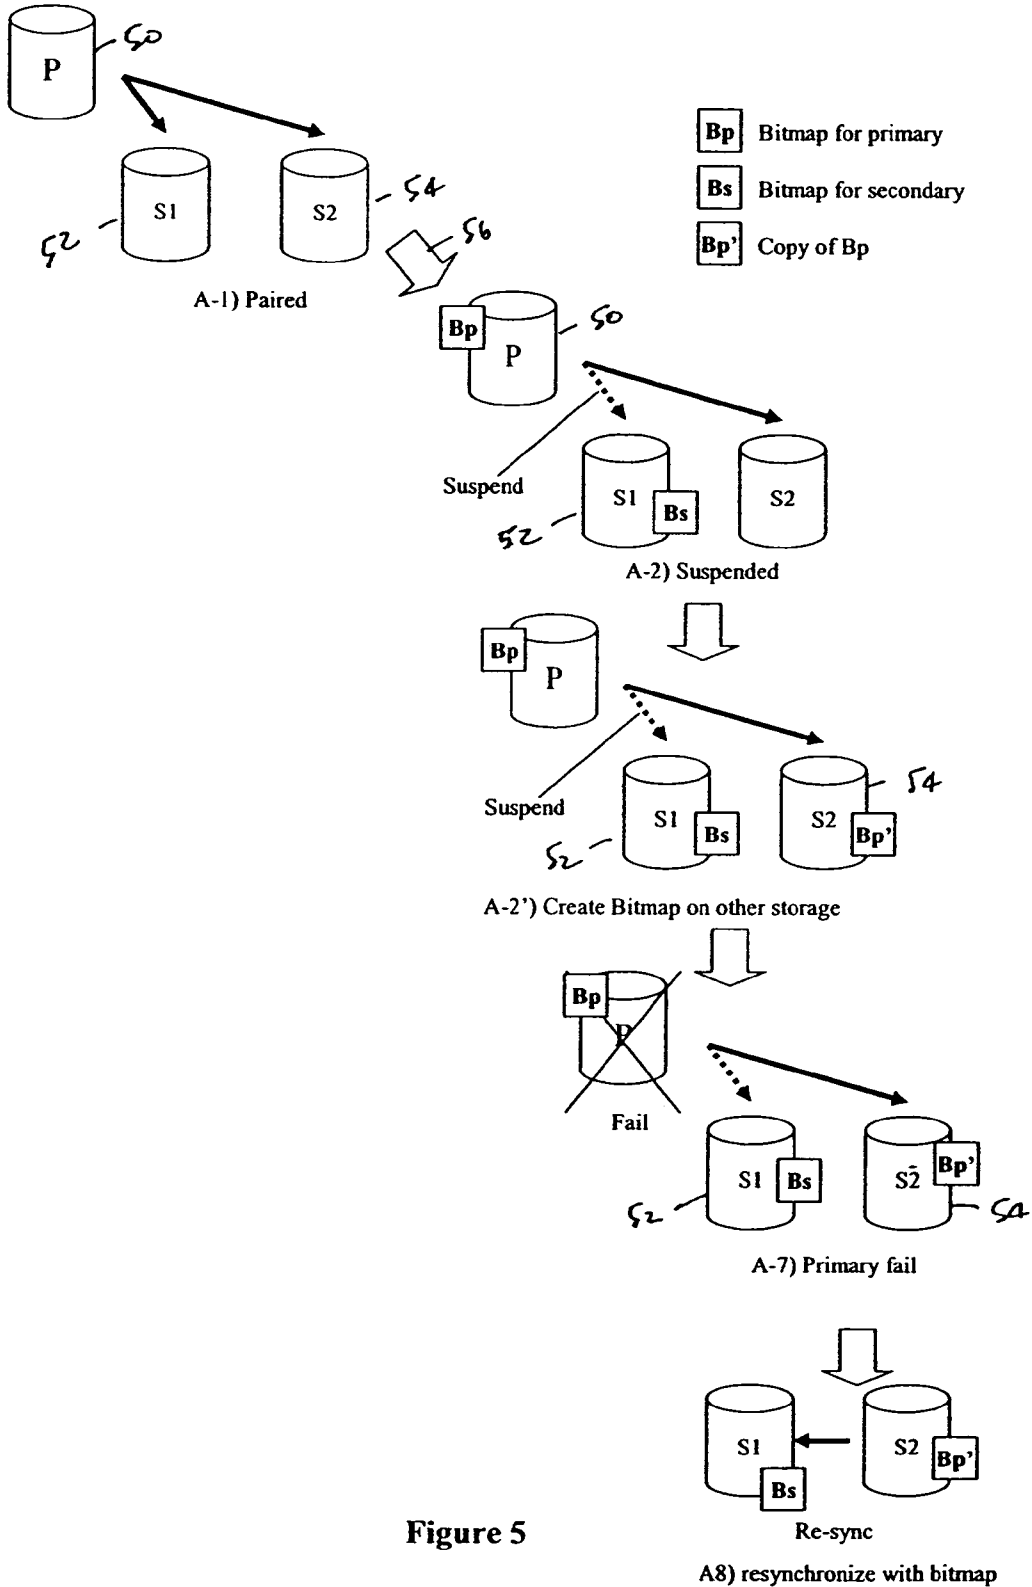 P
50
S1
S2
52
54
56
A-1) Paired
Bp Bitmap for primary
Bs Bitmap for secondary
Bp' Copy of Bp
Bp
P
50
Suspend
S1
Bs
S2
52
A-2) Suspended
Bp
P
Suspend
S1
Bs
S2
Bp'
54
52
A-2') Create Bitmap on other storage
Bp
P
Fail
S1
Bs
S2
Bp'
52
54
A-7) Primary fail
S1
Bs
S2
Bp'
Re-sync
Figure 5
A8) resynchronize with bitmap